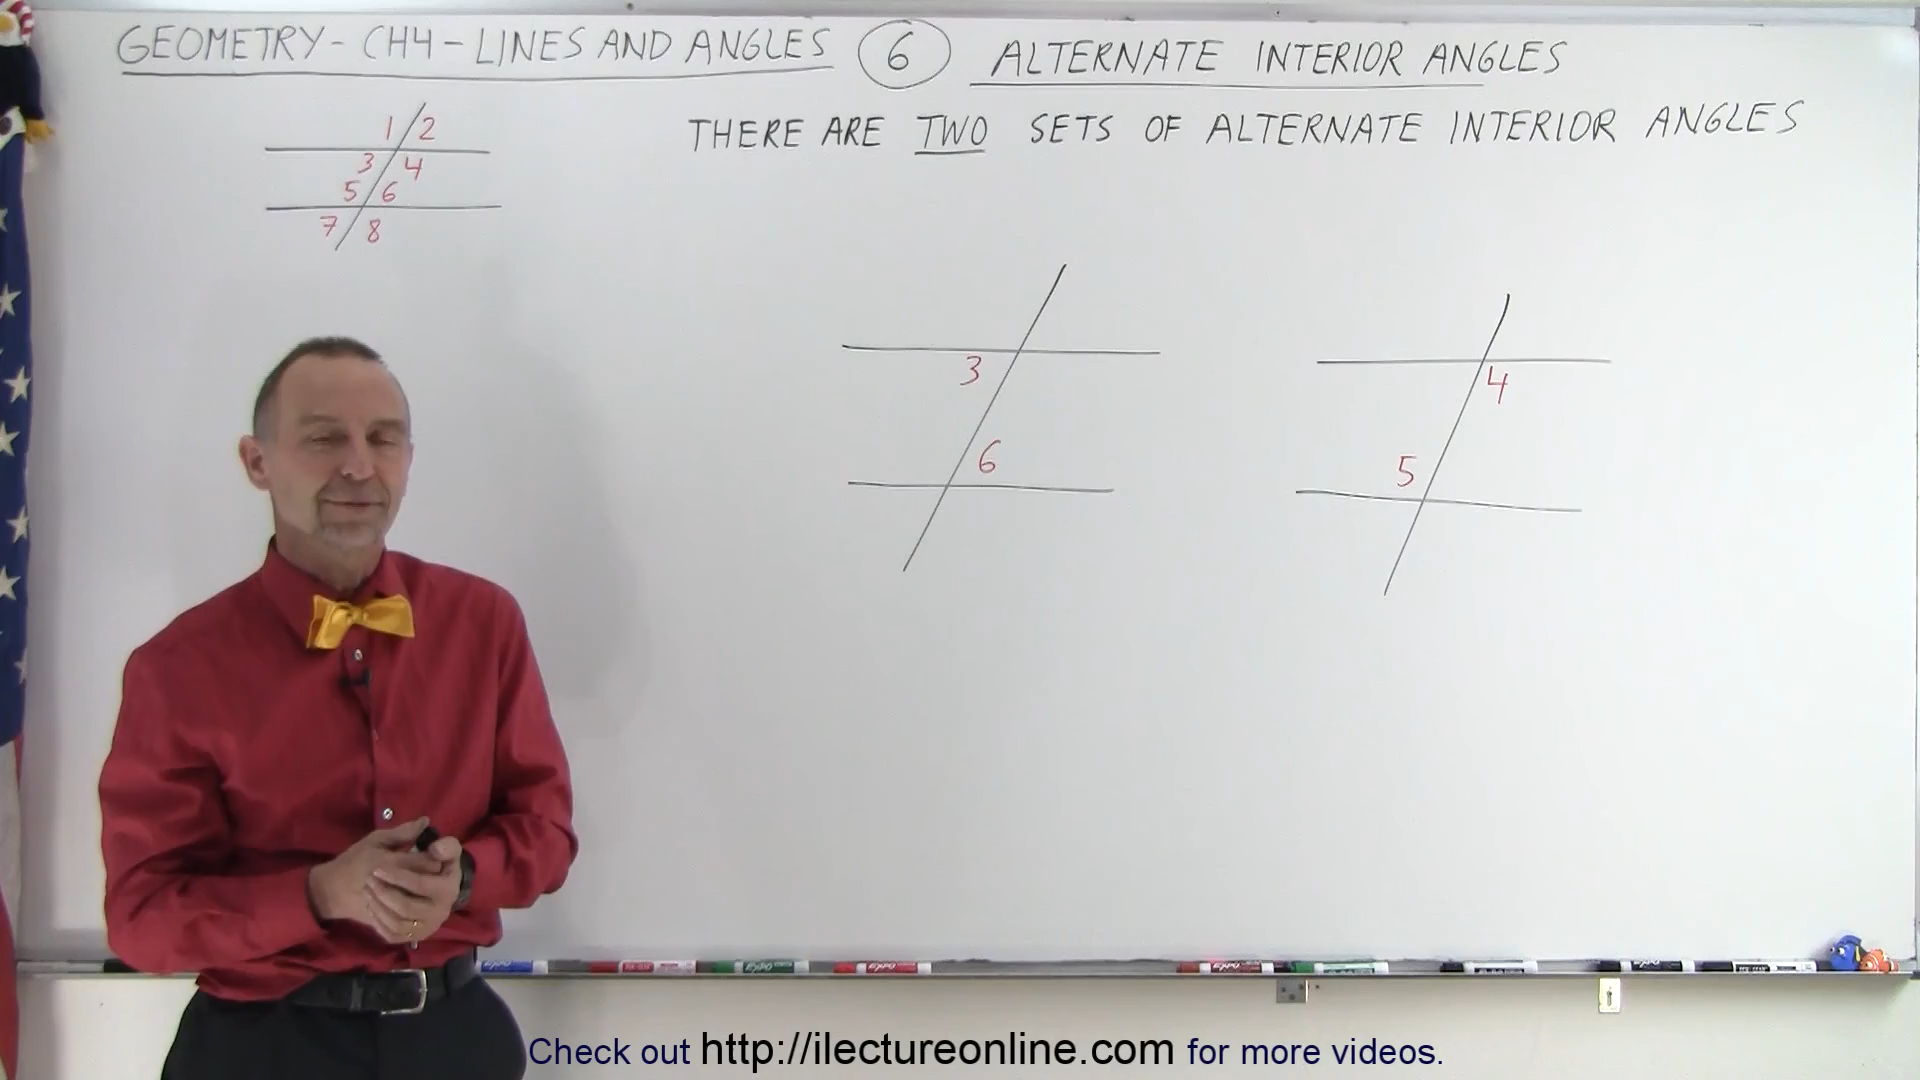 GEOMETRY - CH4 - LINES AND ANGLES 6 ALTERNATE INTERIOR ANGLES
THERE ARE TWO SETS OF ALTERNATE INTERIOR ANGLES
1 2
3 4
5 6
7 8
3
6
4
5
Check out http://ilectureonline.com for more videos.